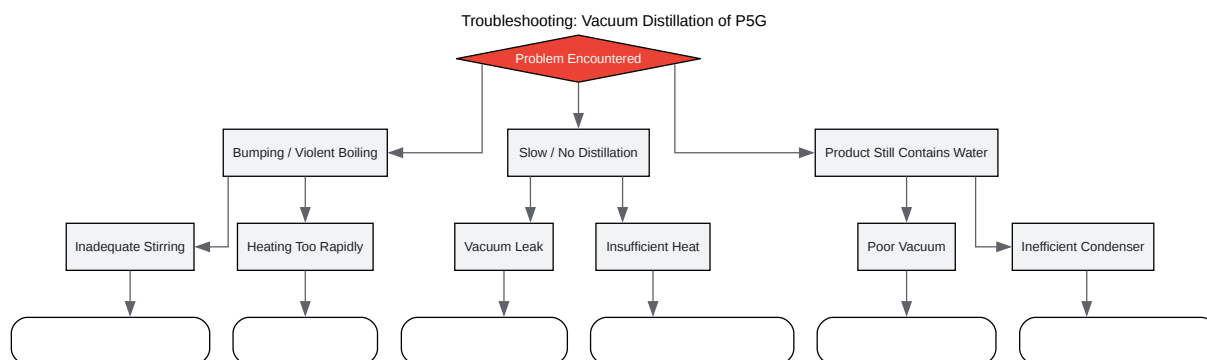 Troubleshooting: Vacuum Distillation of P5G
Problem Encountered
Bumping / Violent Boiling
Slow / No Distillation
Product Still Contains Water
Inadequate Stirring
Heating Too Rapidly
Vacuum Leak
Insufficient Heat
Poor Vacuum
Inefficient Condenser